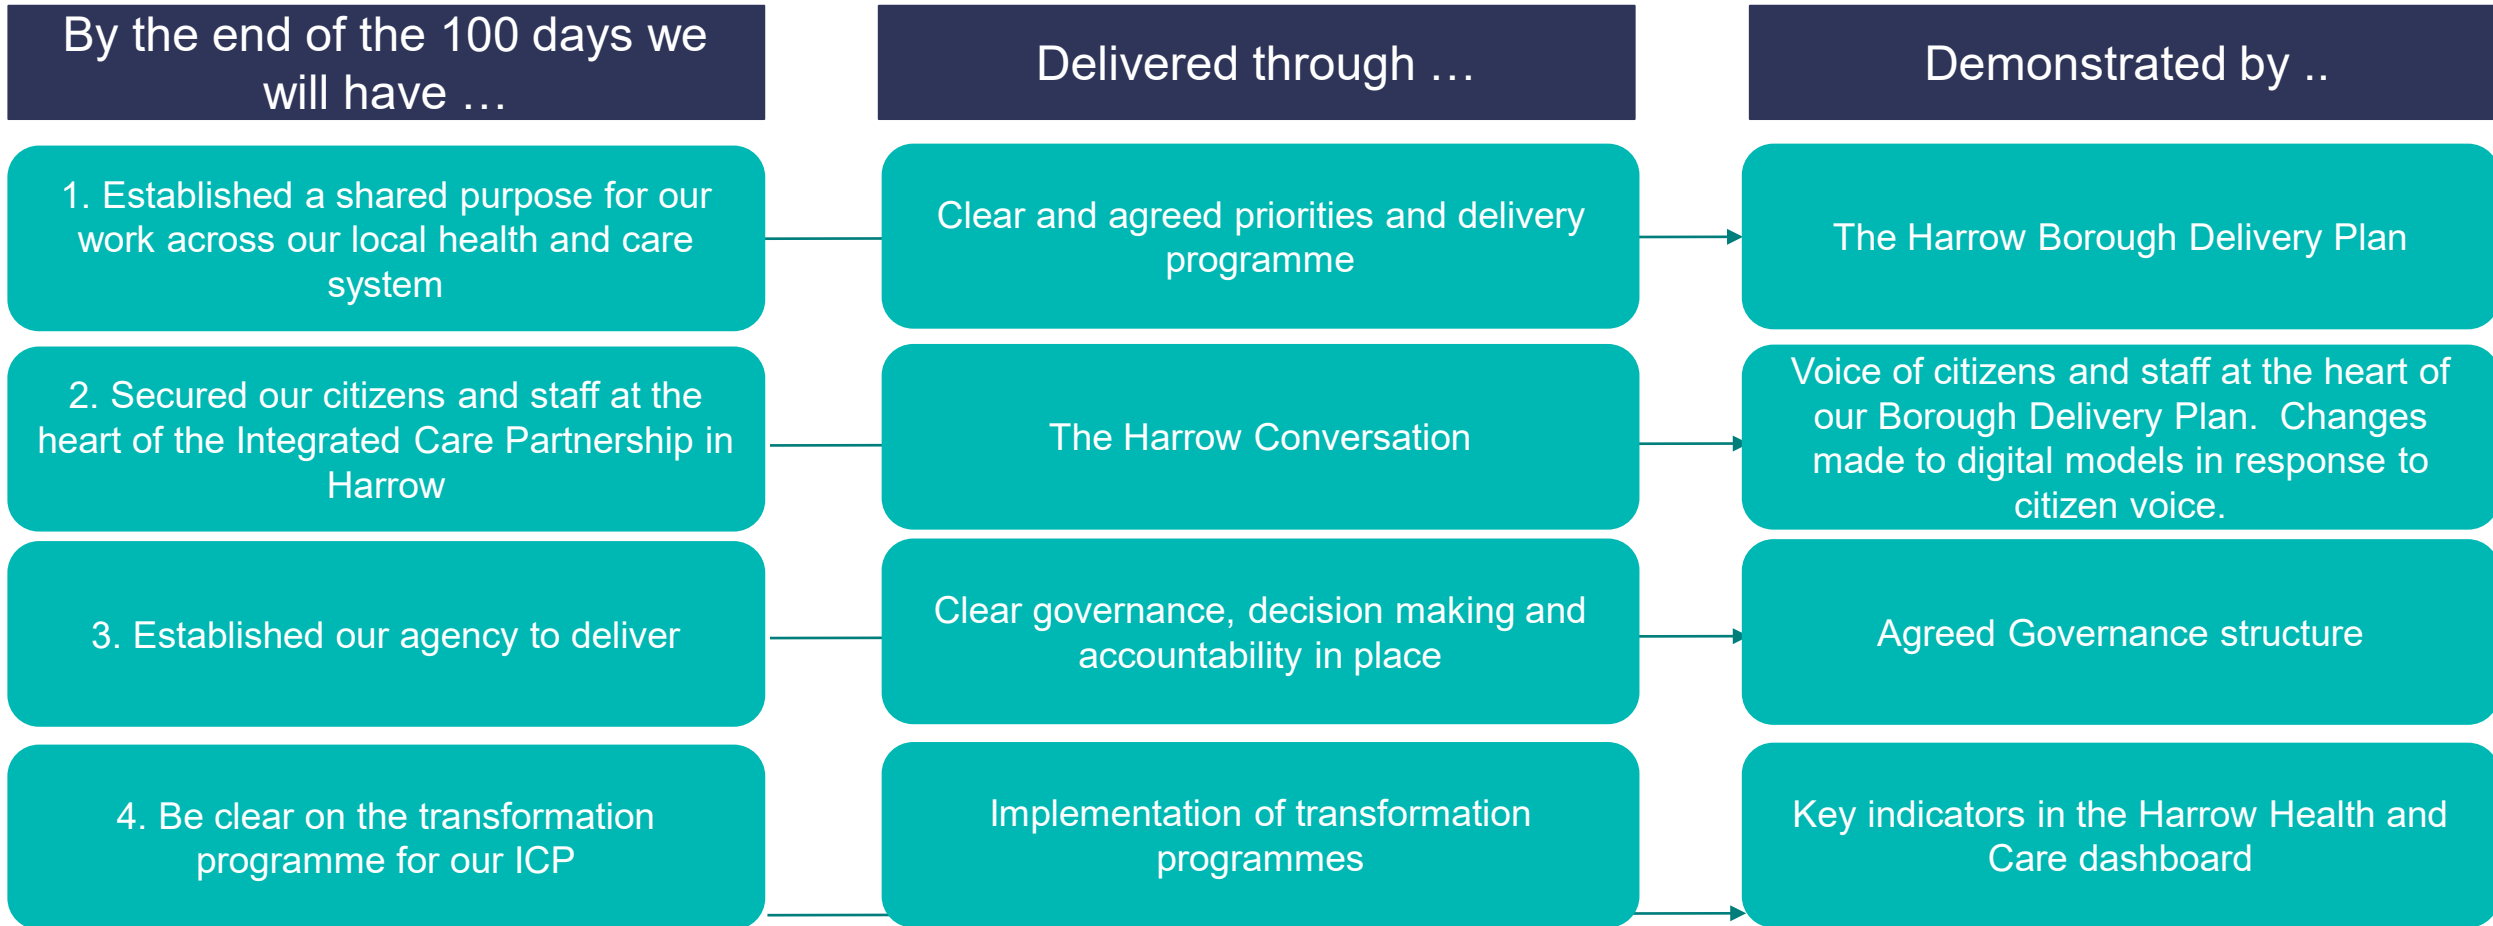 By the end of the 100 days we
will have …
Delivered through …
Demonstrated by ..
1. Established a shared purpose for our
work across our local health and care
system
Clear and agreed priorities and delivery
programme
The Harrow Borough Delivery Plan
2. Secured our citizens and staff at the
heart of the Integrated Care Partnership in
Harrow
The Harrow Conversation
Voice of citizens and staff at the heart of
our Borough Delivery Plan.  Changes
made to digital models in response to
citizen voice.
3. Established our agency to deliver
Clear governance, decision making and
accountability in place
Agreed Governance structure
4. Be clear on the transformation
programme for our ICP
Implementation of transformation
programmes
Key indicators in the Harrow Health and
Care dashboard